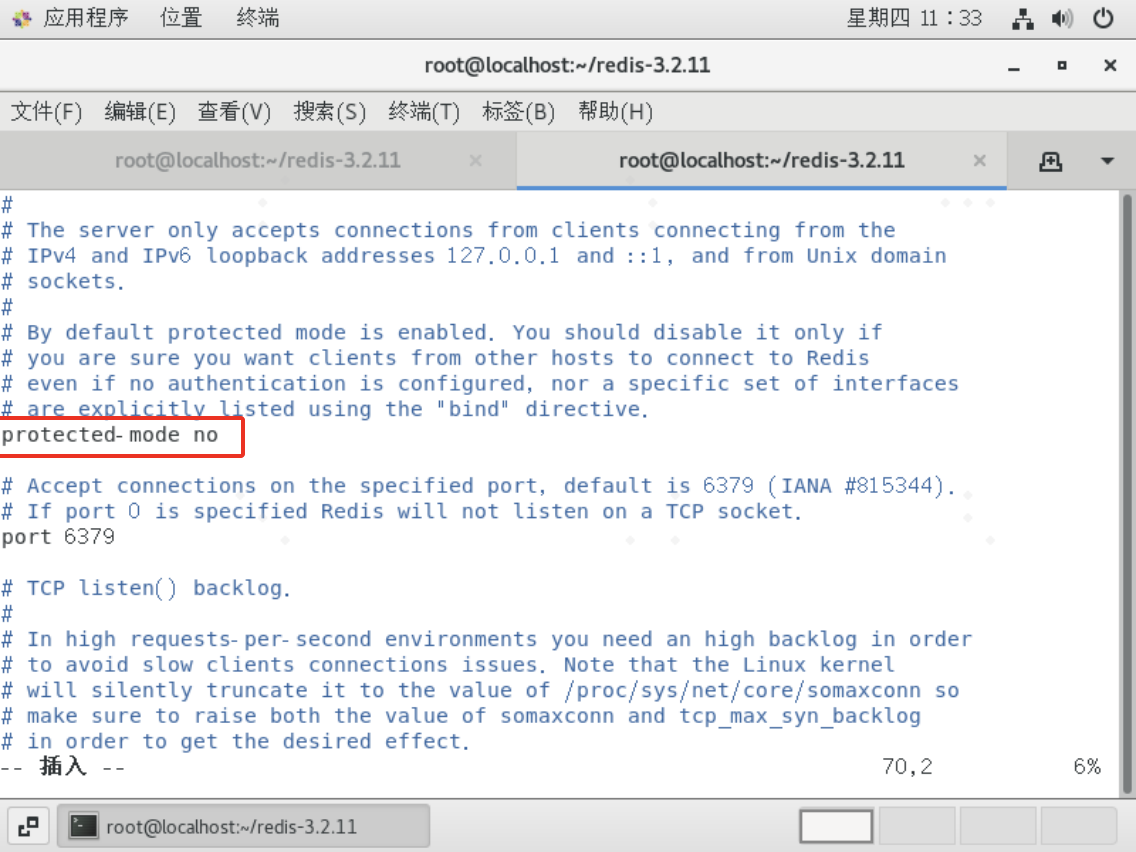 应用程序 位置 终端 星期四 11：33
root@localhost:~/redis-3.2.11
文件(F) 编辑(E) 查看(V) 搜索(S) 终端(T) 标签(B) 帮助(H)
root@localhost:~/redis-3.2.11 root@localhost:~/redis-3.2.11
#
# The server only accepts connections from clients connecting from the
# IPv4 and IPv6 loopback addresses 127.0.0.1 and ::1, and from Unix domain
# sockets.
#
# By default protected mode is enabled. You should disable it only if
# you are sure you want clients from other hosts to connect to Redis
# even if no authentication is configured, nor a specific set of interfaces
# are explicitly listed using the "bind" directive.
protected-mode no
# Accept connections on the specified port, default is 6379 (IANA #815344).
# If port 0 is specified Redis will not listen on a TCP socket.
port 6379
# TCP listen() backlog.
#
# In high requests-per-second environments you need an high backlog in order
# to avoid slow clients connections issues. Note that the Linux kernel
# will silently truncate it to the value of /proc/sys/net/core/somaxconn so
# make sure to raise both the value of somaxconn and tcp_max_syn_backlog
# in order to get the desired effect.
-- 插入 -- 70,2 6%
root@localhost:~/redis-3.2.11